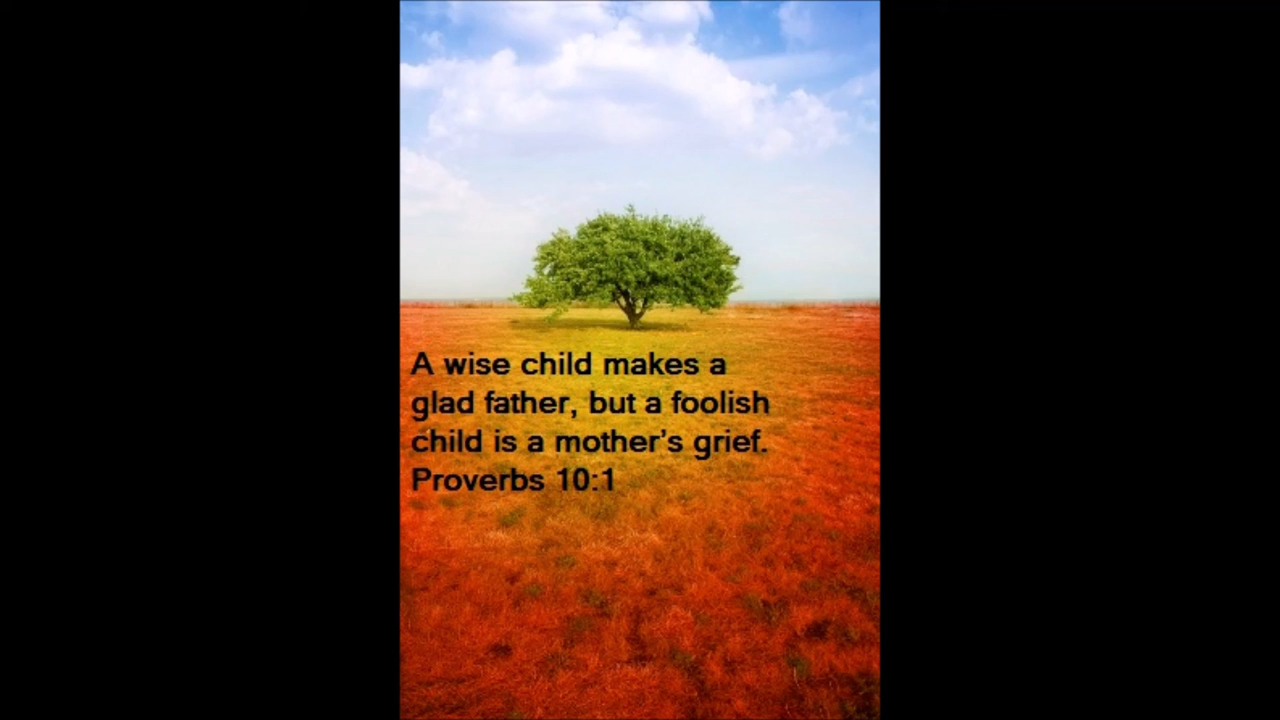 A wise child makes a
glad father, but a foolish
child is a mother’s grief.
Proverbs 10:1